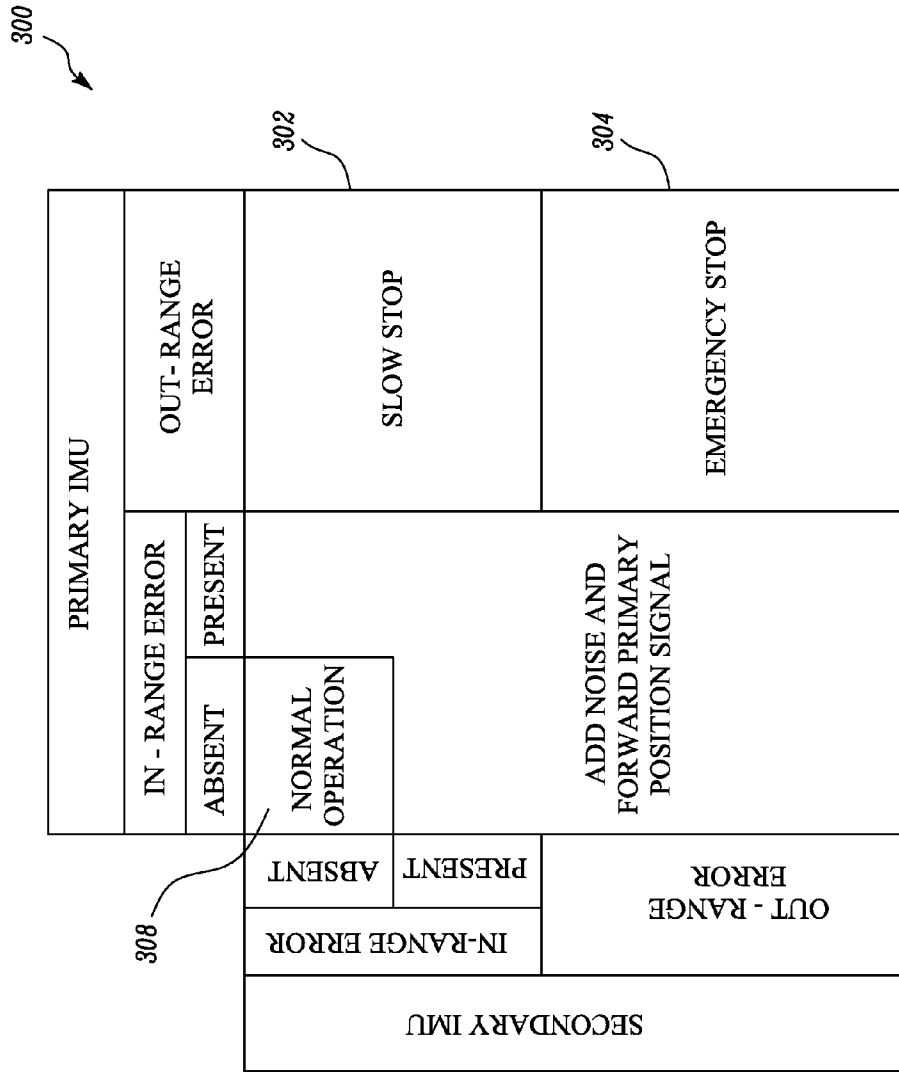 300
PRIMARY IMU
IN - RANGE ERROR
OUT- RANGE
ERROR
ABSENT
PRESENT
302
304
308
SECONDARY IMU
IN-RANGE ERROR
ABSENT
PRESENT
OUT - RANGE
ERROR
NORMAL
OPERATION
SLOW STOP
ADD NOISE AND
FORWARD PRIMARY
POSITION SIGNAL
EMERGENCY STOP